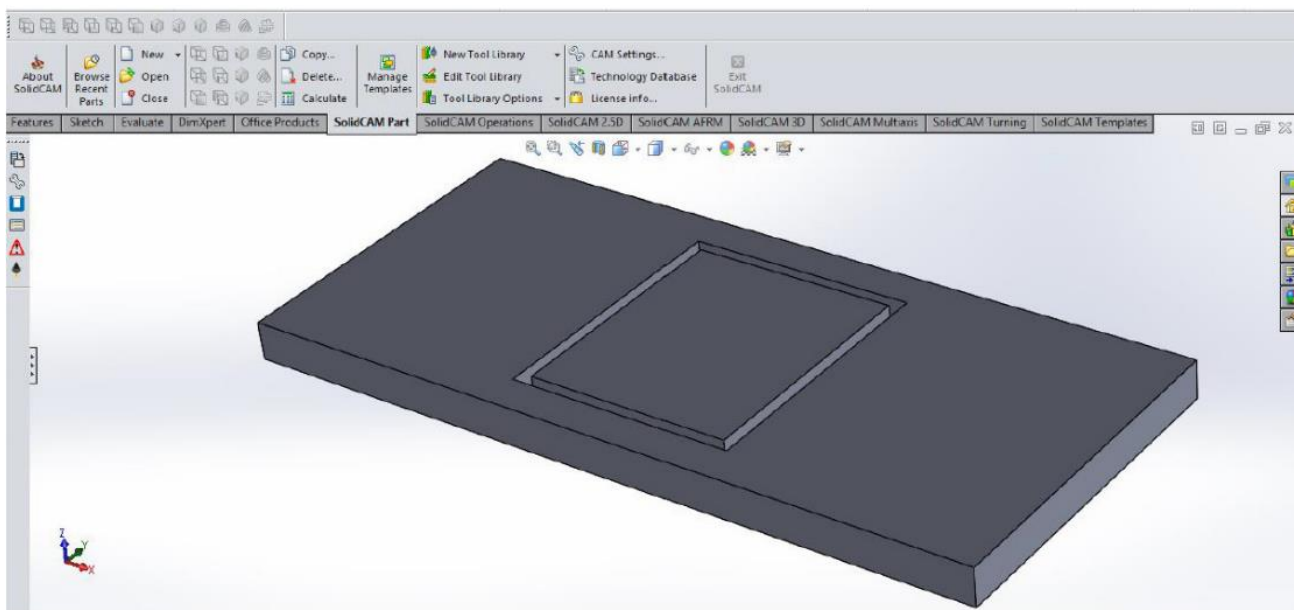 New
Copy...
New Tool Library
CAM Settings...
About SolidCAM
Browse Recent Parts
Open
Delete...
Manage Templates
Edit Tool Library
Technology Database
Exit SolidCAM
Close
Calculate
Tool Library Options
License info...
Features Sketch Evaluate DimXpert Office Products SolidCAM Part SolidCAM Operations SolidCAM 2.5D SolidCAM AFRM SolidCAM 3D SolidCAM Multiaxis SolidCAM Turning SolidCAM Templates
Z
Y
X